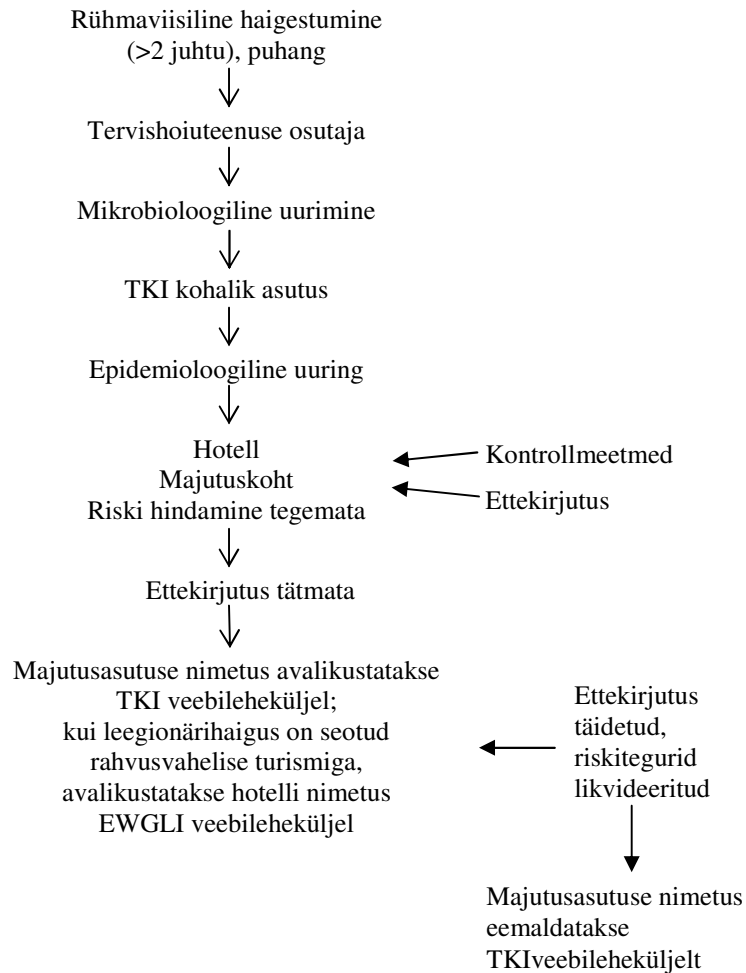 Rühmaviisiline haigestumine
(>2 juhtu), puhang
Tervishoiuteenuse osutaja
Mikrobioloogiline uurimine
TKI kohalik asutus
Epidemioloogiline uuring
Hotell
Majutuskoht
Riski hindamine tegemata
Kontrollmeetmed
Ettekirjutus
Ettekirjutus tätmata
Majutusasutuse nimetus avalikustatakse
TKI veebileheküljel;
kui leegionärihaigus on seotud
rahvusvahelise turismiga,
avalikustatakse hotelli nimetus
EWGLI veebileheküljel
Ettekirjutus
täidetud,
riskitegurid
likvideeritud
Majutusasutuse nimetus
eemaldatakse
TKIveebileheküljelt